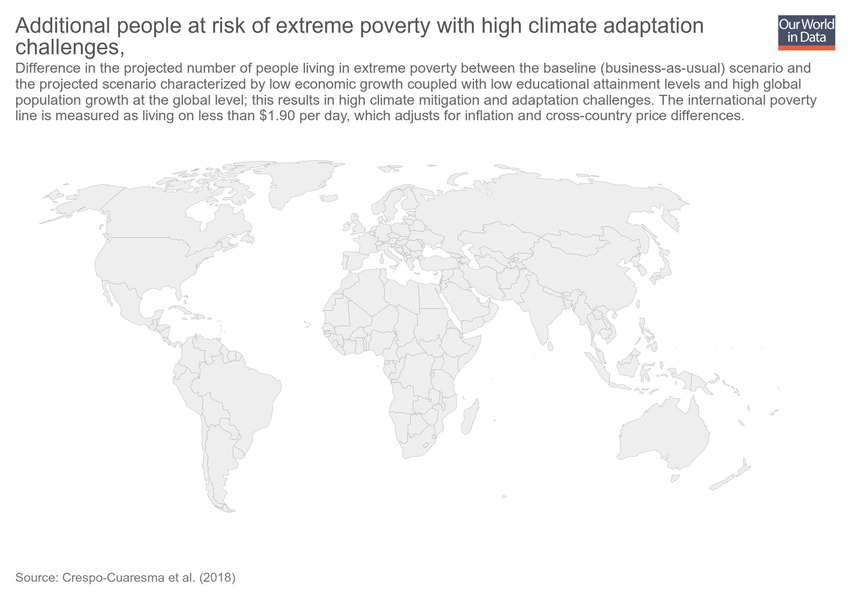 Additional people at risk of extreme poverty with high climate adaptation
challenges,
Our World
in Data
Difference in the projected number of people living in extreme poverty between the baseline (business-as-usual) scenario and
the projected scenario characterized by low economic growth coupled with low educational attainment levels and high global
population growth at the global level; this results in high climate mitigation and adaptation challenges. The international poverty
line is measured as living on less than $1.90 per day, which adjusts for inflation and cross-country price differences.
Source: Crespo-Cuaresma et al. (2018)